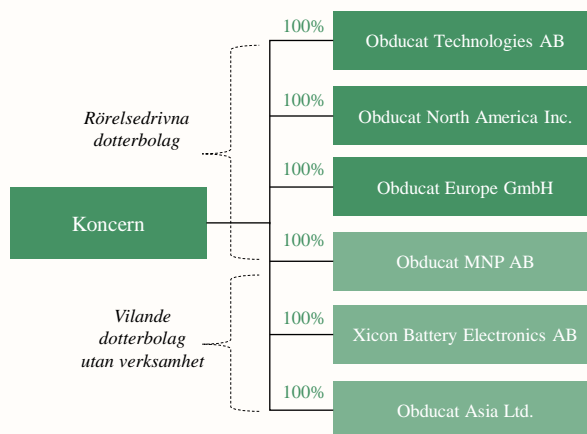 100%
Obducat Technologies AB
100%
Obducat North America Inc.
Rörelsedrivna
dotterbolag
100%
Obducat Europe GmbH
Koncern
100%
Obducat MNP AB
Vilande
dotterbolag
utan verksamhet
100%
Xicon Battery Electronics AB
100%
Obducat Asia Ltd.